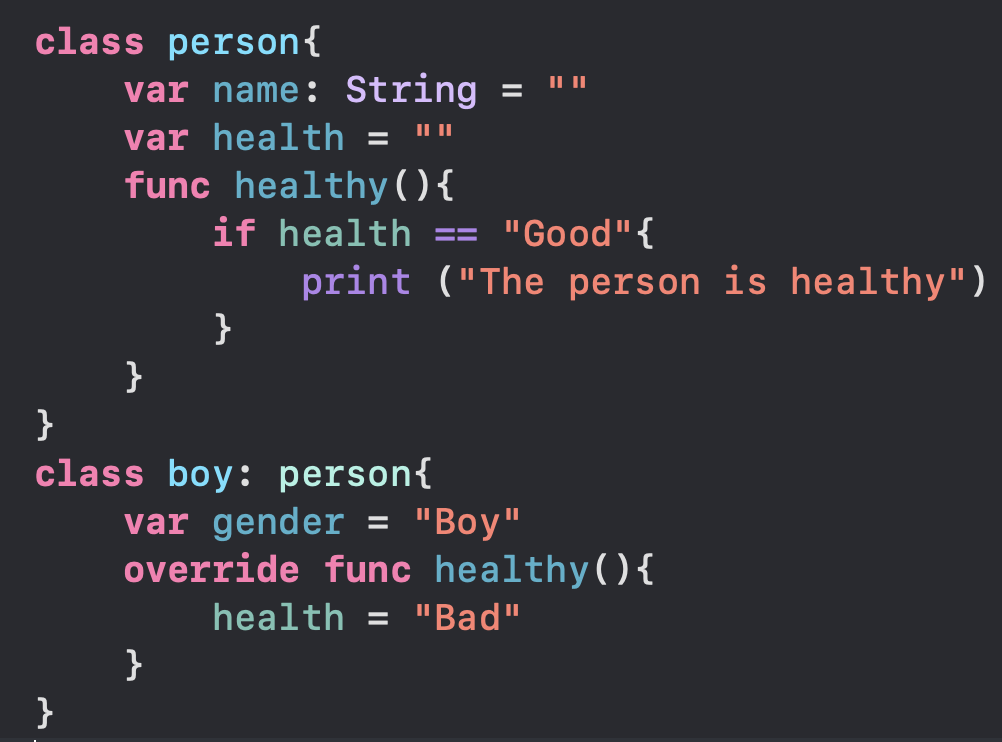 class person{
    var name: String = ""
    var health = ""
    func healthy(){
        if health == "Good"{
            print ("The person is healthy")
        }
    }
}
class boy: person{
    var gender = "Boy"
    override func healthy(){
        health = "Bad"
    }
}